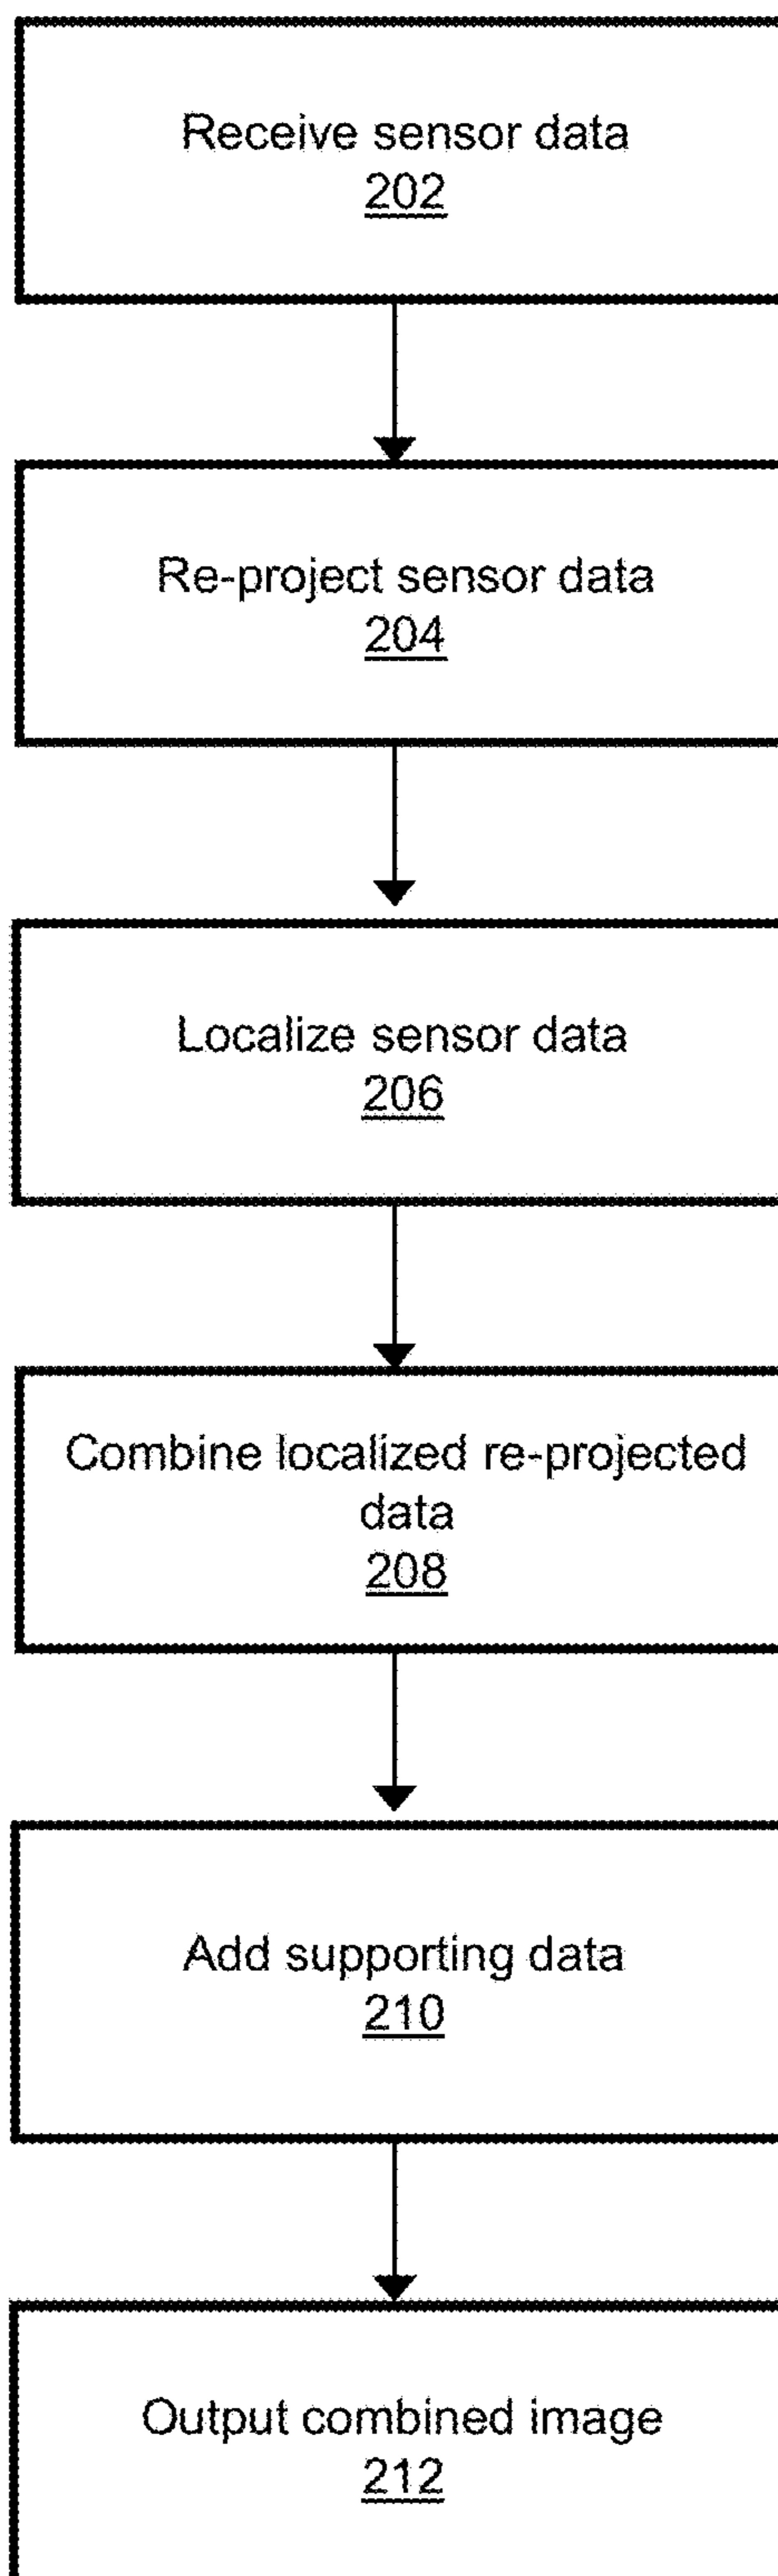 Receive sensor data
202
Re-project sensor data
204
Localize sensor data
206
Combine localized re-projected
data
208
Add supporting data
210
Output combined image
212